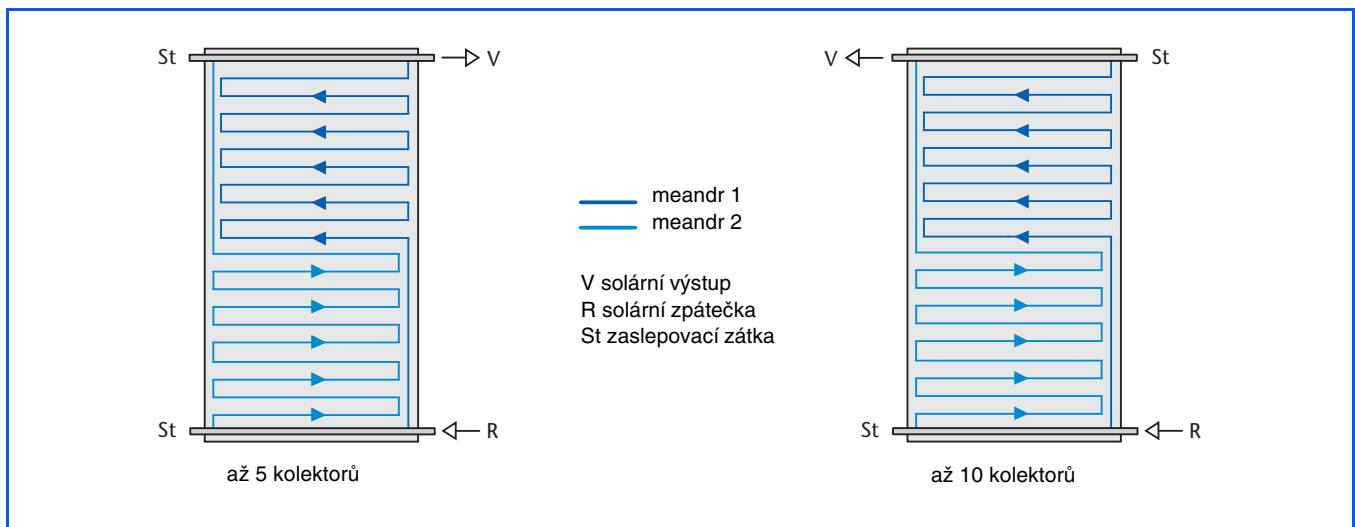 St V
V St
meandr 1
meandr 2
V solární výstup
R solární zpátečka
St zaslepovací zátka
St R
St R
až 5 kolektorů
až 10 kolektorů